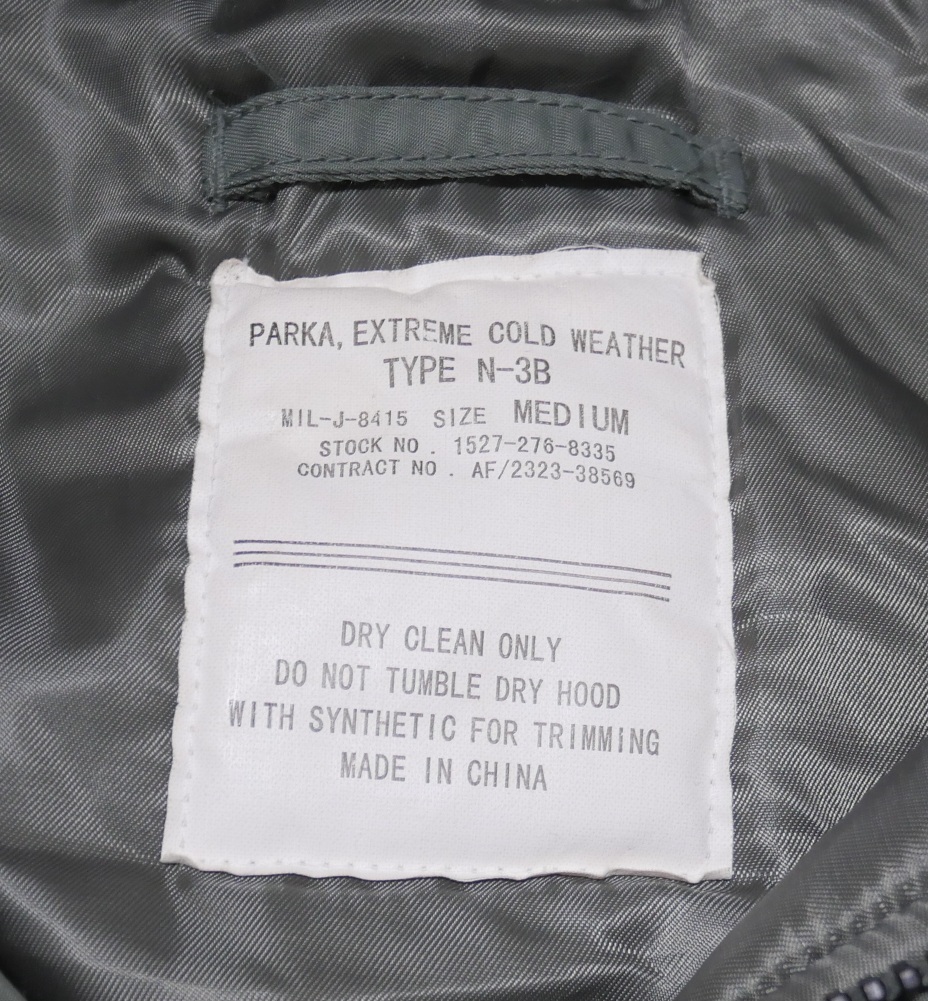 PARKA, EXTREME COLD WEATHER
TYPE N-3B
MIL-J-8415 SIZE MEDIUM
STOCK NO . 1527-276-8335
CONTRACT NO . AF/2323-38569
DRY CLEAN ONLY
DO NOT TUMBLE DRY HOOD
WITH SYNTHETIC FOR TRIMMING
MADE IN CHINA